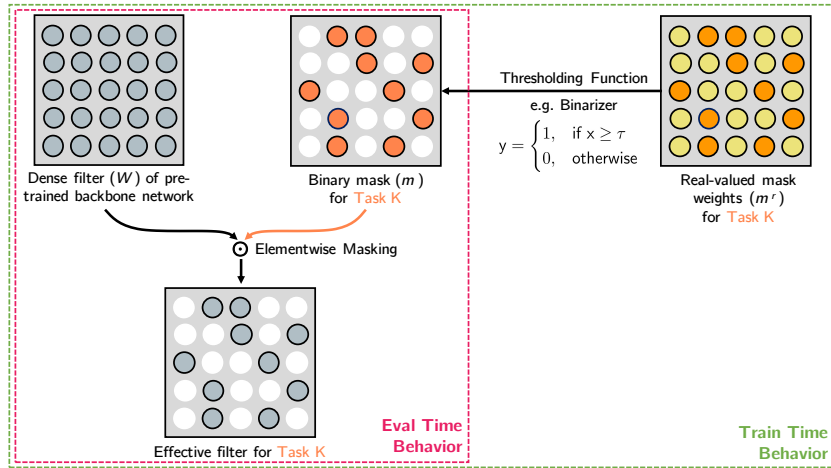 Dense filter (W) of pre-
trained backbone network
Binary mask (m)
for Task K
Thresholding Function
e.g. Binarizer
y = {1, if x ≥ τ
0, otherwise
Real-valued mask
weights (m^r)
for Task K
⊙ Elementwise Masking
Effective filter for Task K
Eval Time
Behavior
Train Time
Behavior